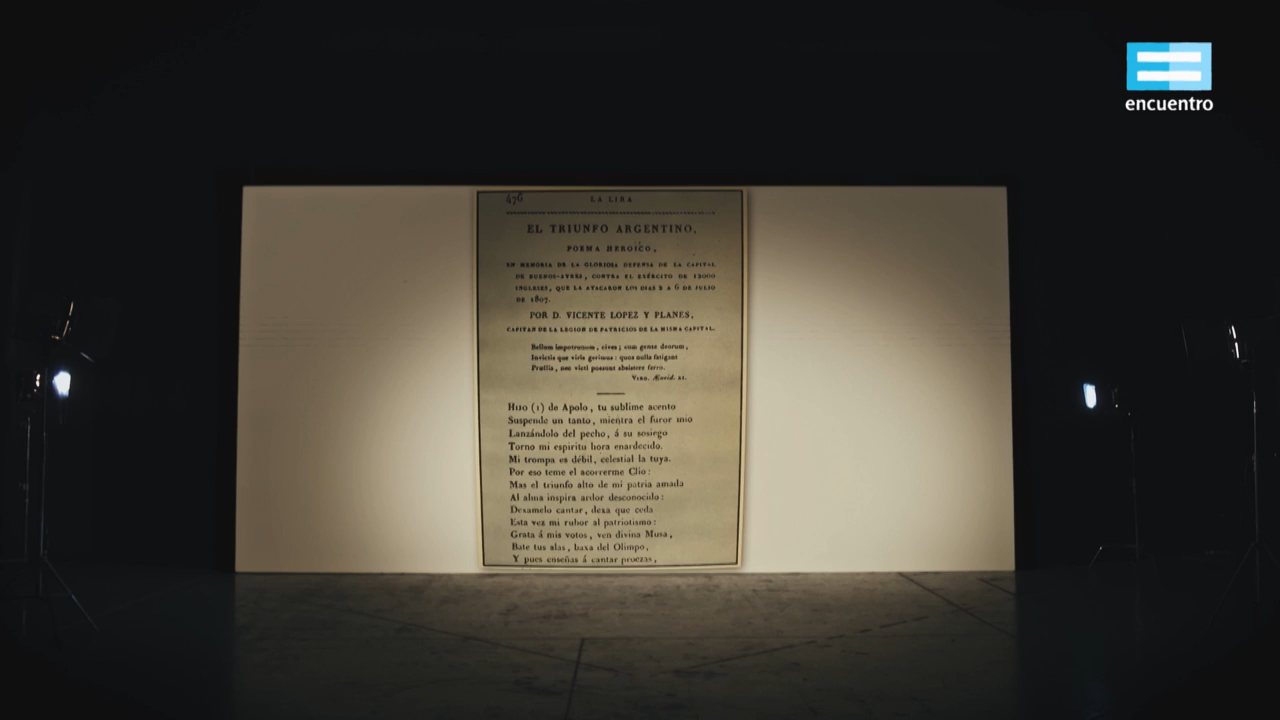 encuentro
476 LA LIRA
EL TRIUNFO ARGENTINO,
POEMA HEROICO,
EN MEMORIA DE LA GLORIOSA DEFENSA DE LA CAPITAL
DE BUENOS-AYRES, CONTRA EL EXÉRCITO DE 12000
INGLESES, QUE LA ATACARON LOS DIAS 2 A 6 DE JULIO
DE 1807.
POR D. VICENTE LOPEZ Y PLANES,
CAPITAN DE LA LEGION DE PATRICIOS DE LA MISMA CAPITAL.
Bellum importunum, cives; cum gente deorum,
Invictis que viris gerimus: quos nulla fatigant
Prælia, nec victi possunt absistere ferro.
VIRG. Æneid.
HIJO (1) de Apolo, tu sublime acento
Suspende un tanto, mientra el furor mio
Lanzándolo del pecho, á su sosiego
Torno mi espiritu hora enardecido.
Mi trompa es débil, celestial la tuya.
Por eso teme el acorrerme Clio:
Mas el triunfo alto de mi patria amada
Al alma inspira ardor desconocido:
Dexamelo cantar, dexa que ceda
Esta vez mi rubor al patriotismo:
Grata á mis votos, ven divina Musa,
Bate tus alas, baxa del Olimpo,
Y pues enseñas á cantar proezas,